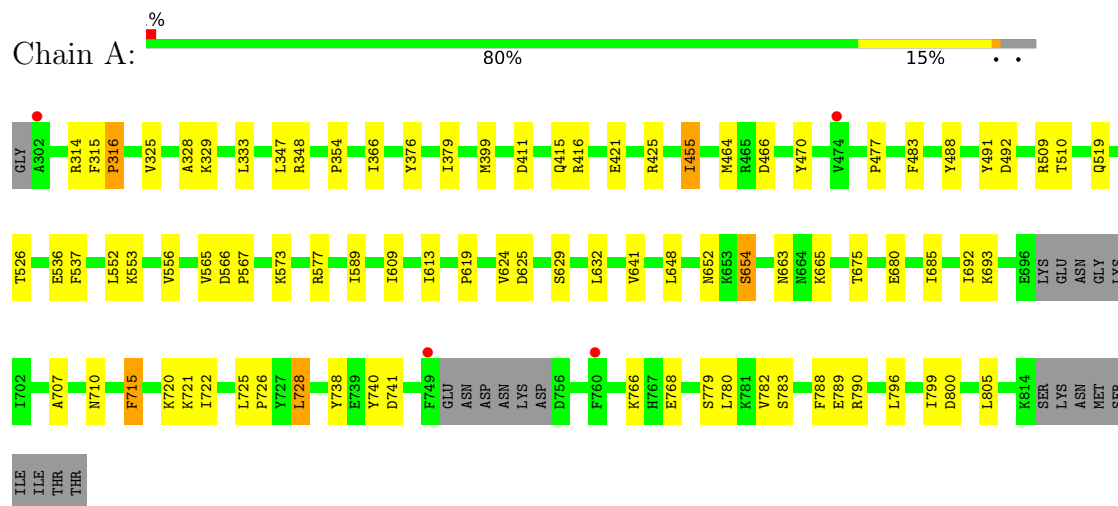 .%
Chain A:
80% 15% . .
GLY A302 R314 F315 P316 V325 A328 K329 L333 L347 R348 P354 I366 Y376 I379 M399 D411 Q415 R416 E421 R425 I455 M464 R465 D466 Y470 V474 P477 F483 Y488 Y491 D492 R509 T510 Q519
T526 E536 F537 L552 K553 V556 V565 D566 P567 K573 R577 I589 I609 I613 P619 V624 D625 S629 L632 V641 L648 N652 K653 S654 N663 N664 K665 T675 E680 I685 I692 K693 E696 LYS GLU ASN GLY LYS
I702 A707 N710 F715 K720 K721 I722 L725 P726 Y727 L728 Y738 E739 Y740 D741 F749 GLU ASN ASP ASN LYS ASP D756 F760 K766 H767 E768 S779 L780 K781 V782 S783 F788 E789 R790 L796 I799 D800 L805 K814 SER LYS ASN MET SER
ILE ILE THR THR